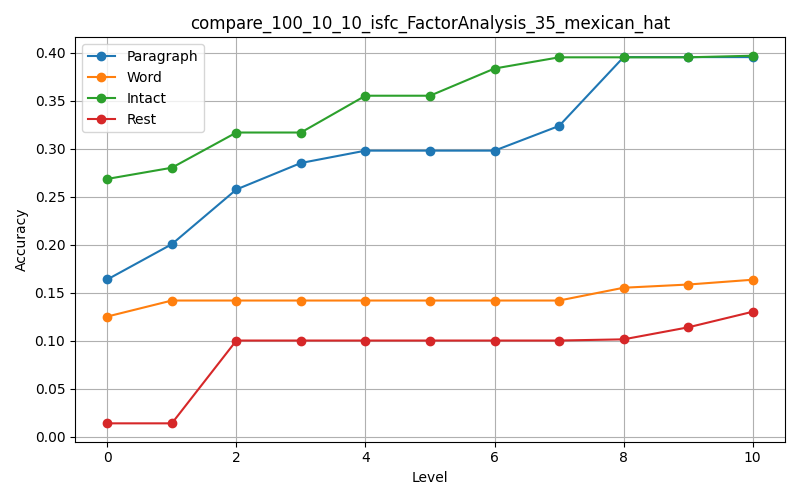 compare_100_10_10_isfc_FactorAnalysis_35_mexican_hat
Paragraph
Word
Intact
Rest
Accuracy
0.40
0.35
0.30
0.25
0.20
0.15
0.10
0.05
0.00
0 2 4 6 8 10
Level